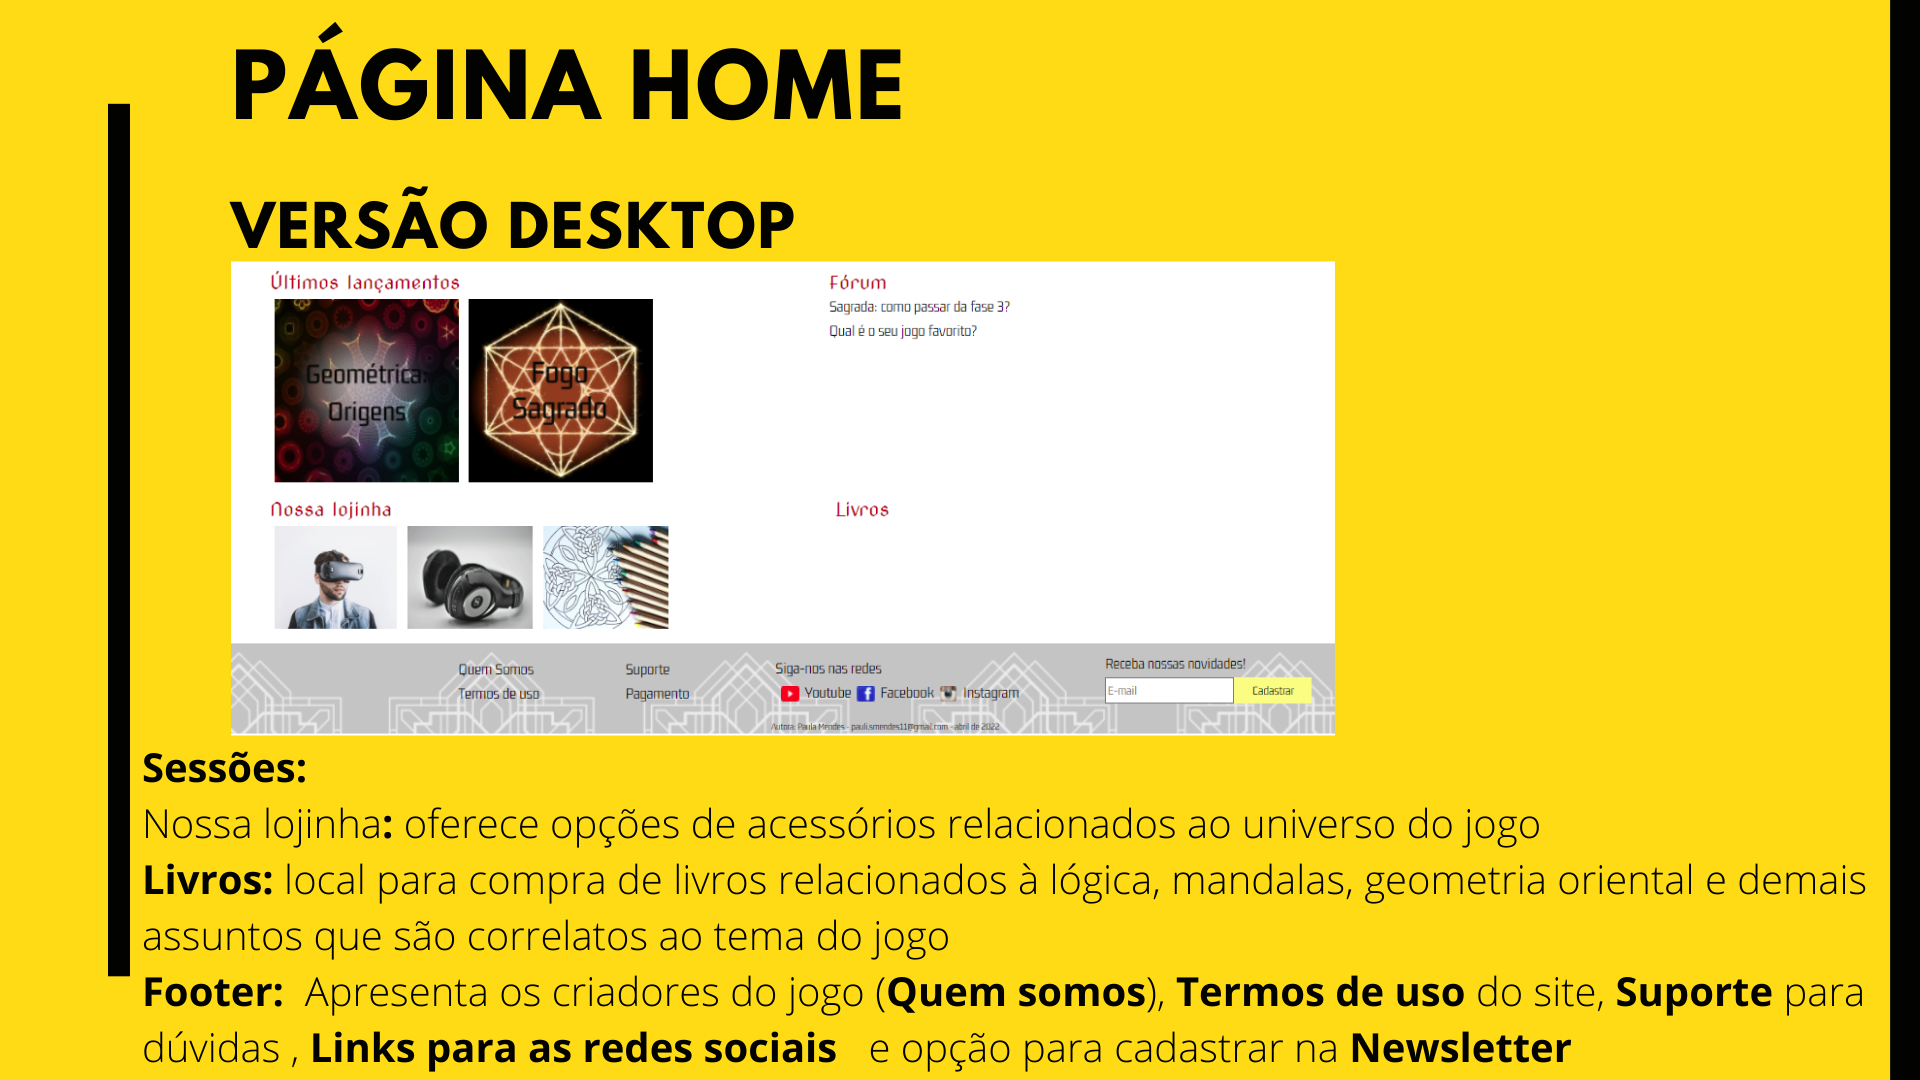 PÁGINA HOME
VERSÃO DESKTOP
Últimos lançamentos
Geométrica:
Origens
Fogo
Sagrado
Fórum
Sagrada: como passar da fase 3?
Qual é o seu jogo favorito?
Nossa lojinha
Livros
Quem Somos
Termos de uso
Suporte
Pagamento
Siga-nos nas redes
Youtube Facebook Instagram
Receba nossas novidades!
E-mail Cadastrar
Autora: Paula Mendes - pauli.smendes11@gmail.com - abril de 2022
Sessões:
Nossa lojinha: oferece opções de acessórios relacionados ao universo do jogo
Livros: local para compra de livros relacionados à lógica, mandalas, geometria oriental e demais
assuntos que são correlatos ao tema do jogo
Footer: Apresenta os criadores do jogo (Quem somos), Termos de uso do site, Suporte para
dúvidas , Links para as redes sociais e opção para cadastrar na Newsletter